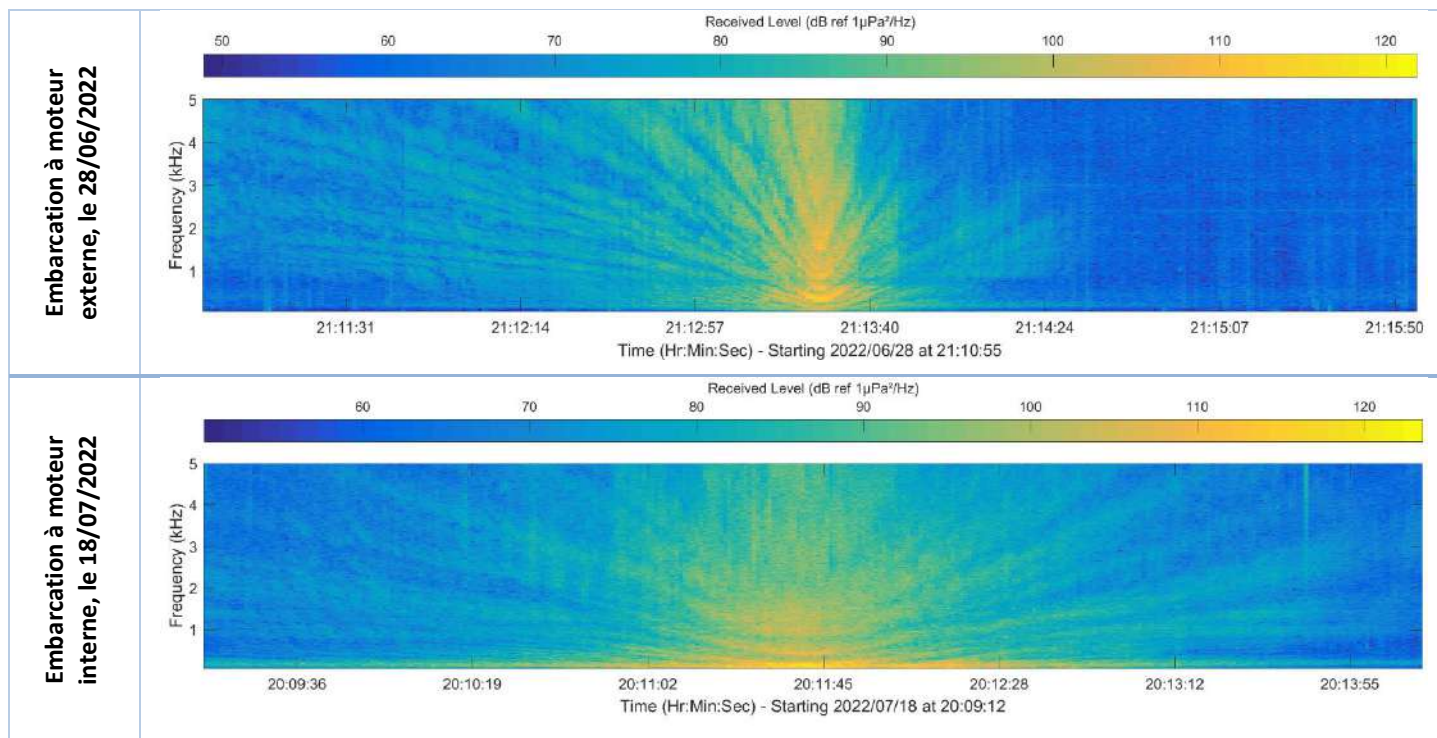 Embarcation à moteur
externe, le 28/06/2022
Received Level (dB ref 1µPa²/Hz)
50 60 70 80 90 100 110 120
Frequency (kHz)
5
4
3
2
1
21:11:31 21:12:14 21:12:57 21:13:40 21:14:24 21:15:07 21:15:50
Time (Hr:Min:Sec) - Starting 2022/06/28 at 21:10:55
Embarcation à moteur
interne, le 18/07/2022
Received Level (dB ref 1µPa²/Hz)
60 70 80 90 100 110 120
Frequency (kHz)
5
4
3
2
1
20:09:36 20:10:19 20:11:02 20:11:45 20:12:28 20:13:12 20:13:55
Time (Hr:Min:Sec) - Starting 2022/07/18 at 20:09:12